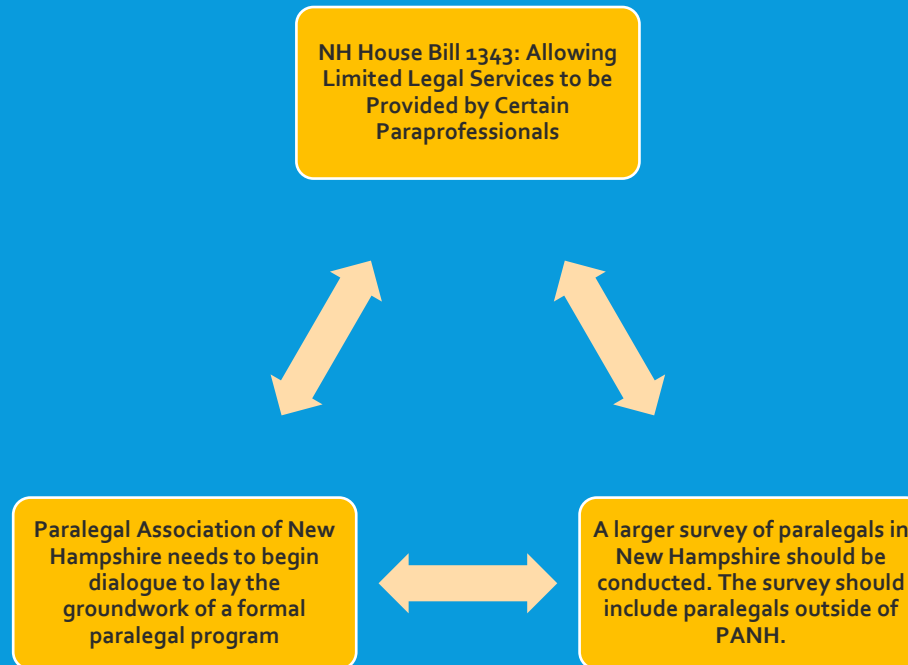 NH House Bill 1343: Allowing
Limited Legal Services to be
Provided by Certain
Paraprofessionals
Paralegal Association of New
Hampshire needs to begin
dialogue to lay the
groundwork of a formal
paralegal program
A larger survey of paralegals in
New Hampshire should be
conducted. The survey should
include paralegals outside of
PANH.